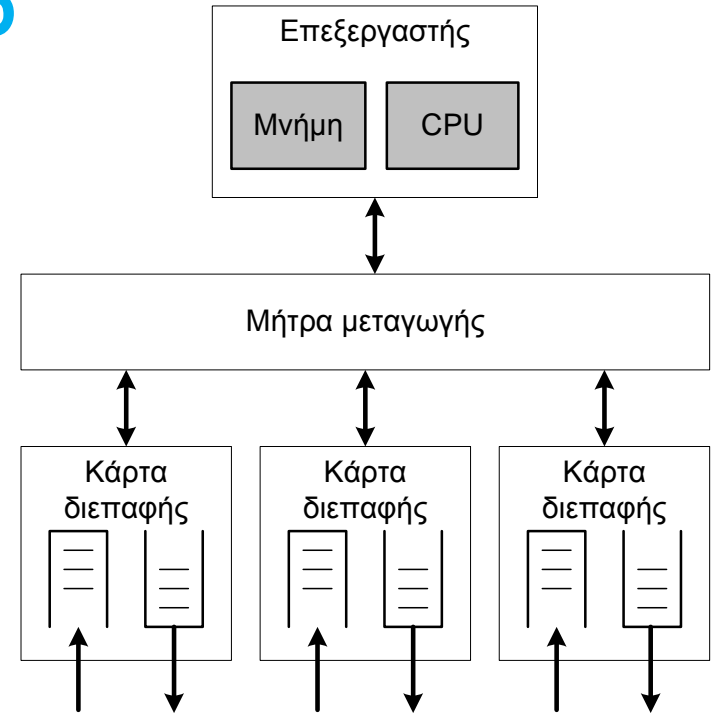 Επεξεργαστής
Μνήμη CPU
Μήτρα μεταγωγής
Κάρτα Κάρτα Κάρτα
διεπαφής διεπαφής διεπαφής